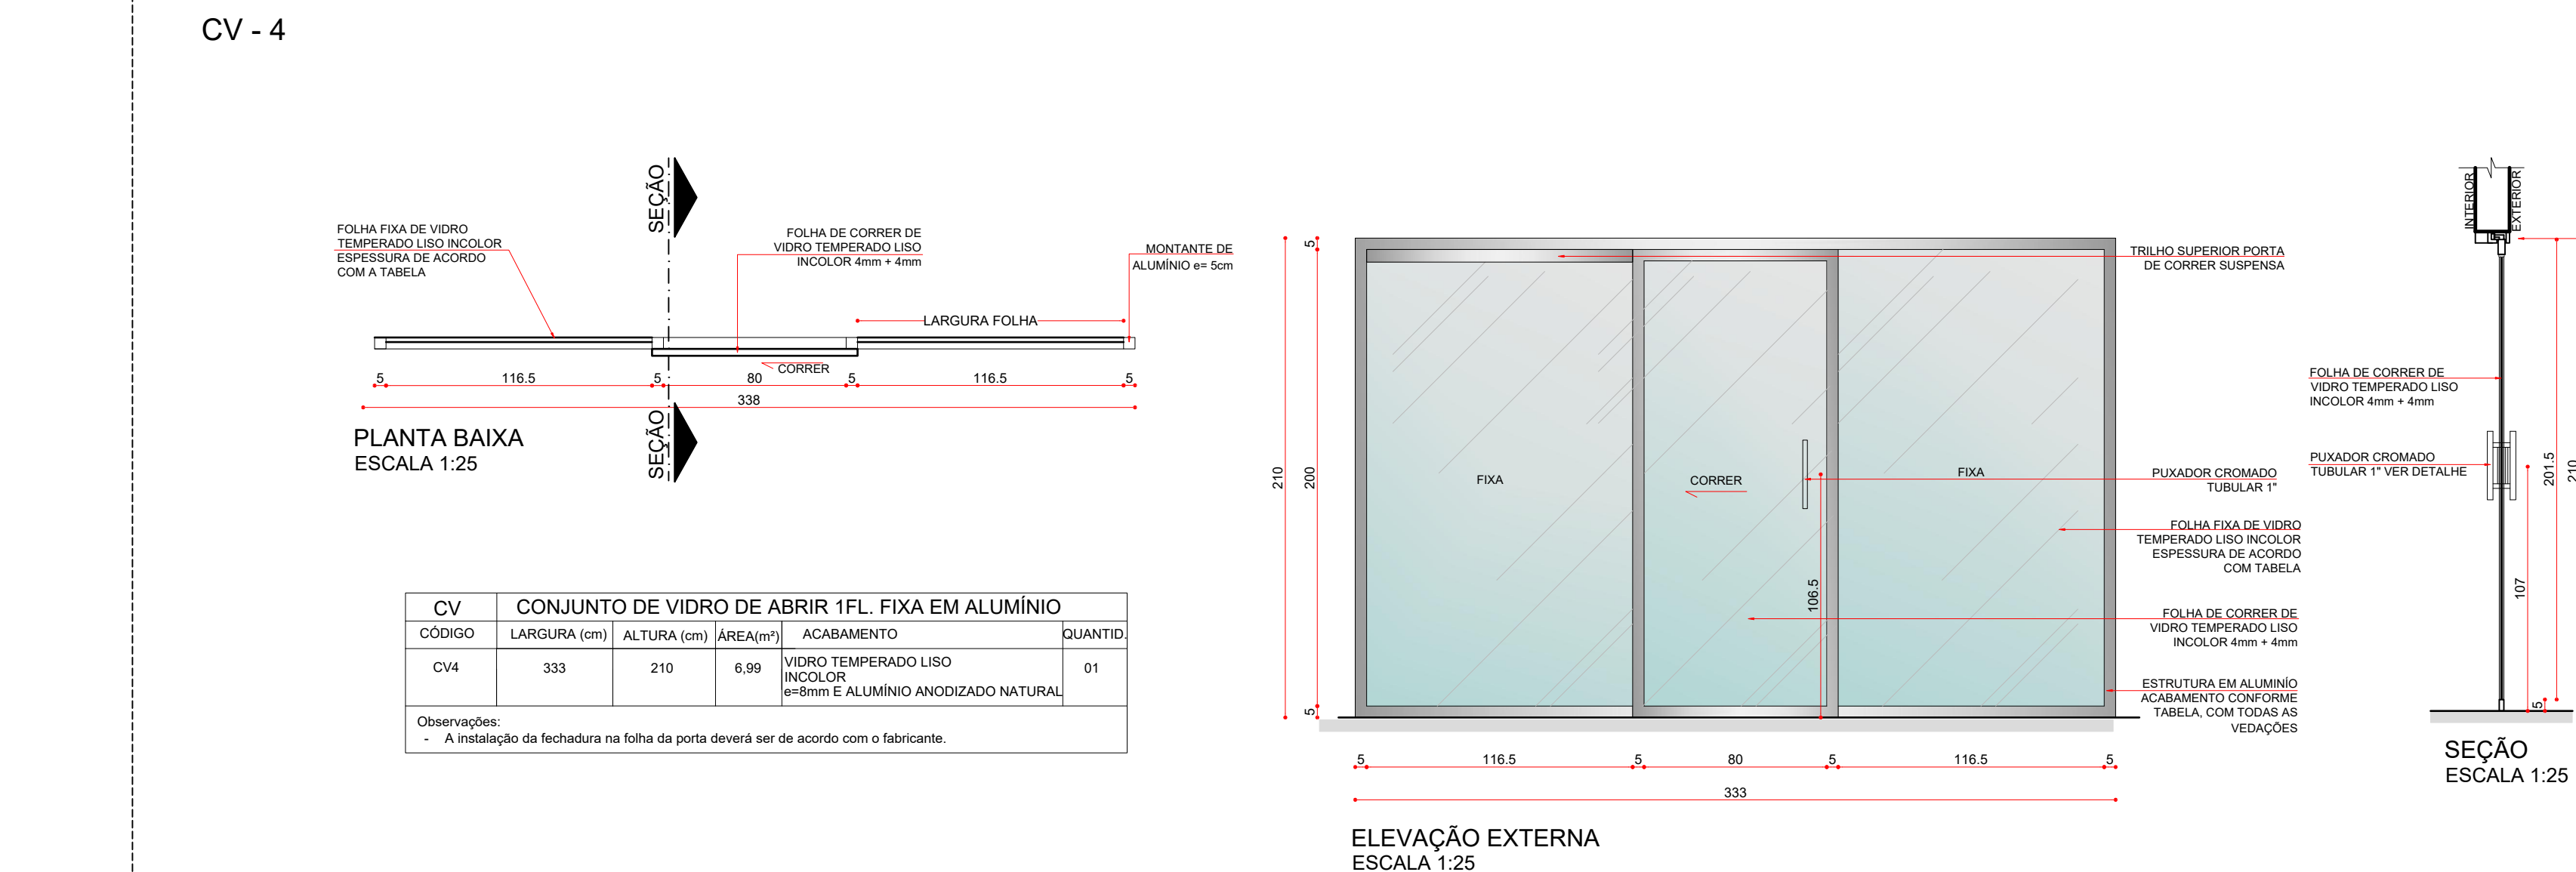 CV - 4
SEÇÃO
FOLHA FIXA DE VIDRO
TEMPERADO LISO INCOLOR
ESPESSURA DE ACORDO
COM A TABELA
FOLHA DE CORRER DE
VIDRO TEMPERADO LISO
INCOLOR 4mm + 4mm
MONTANTE DE
ALUMÍNIO e= 5cm
LARGURA FOLHA
CORRER
5 116.5 5 80 5 116.5 5
338
SEÇÃO
PLANTA BAIXA
ESCALA 1:25
CV CONJUNTO DE VIDRO DE ABRIR 1FL. FIXA EM ALUMÍNIO
CÓDIGO LARGURA (cm) ALTURA (cm) ÁREA(m²) ACABAMENTO QUANTID.
CV4 333 210 6,99 VIDRO TEMPERADO LISO
INCOLOR
e=8mm E ALUMÍNIO ANODIZADO NATURAL
01
Observações:
- A instalação da fechadura na folha da porta deverá ser de acordo com o fabricante.
210
5
200
5
FIXA
CORRER
FIXA
106.5
TRILHO SUPERIOR PORTA
DE CORRER SUSPENSA
PUXADOR CROMADO
TUBULAR 1"
FOLHA FIXA DE VIDRO
TEMPERADO LISO INCOLOR
ESPESSURA DE ACORDO
COM TABELA
FOLHA DE CORRER DE
VIDRO TEMPERADO LISO
INCOLOR 4mm + 4mm
ESTRUTURA EM ALUMINÍO
ACABAMENTO CONFORME
TABELA, COM TODAS AS
VEDAÇÕES
5 116.5 5 80 5 116.5 5
333
ELEVAÇÃO EXTERNA
ESCALA 1:25
INTERIOR
EXTERIOR
FOLHA DE CORRER DE
VIDRO TEMPERADO LISO
INCOLOR 4mm + 4mm
PUXADOR CROMADO
TUBULAR 1" VER DETALHE
107
201.5
210
5
SEÇÃO
ESCALA 1:25